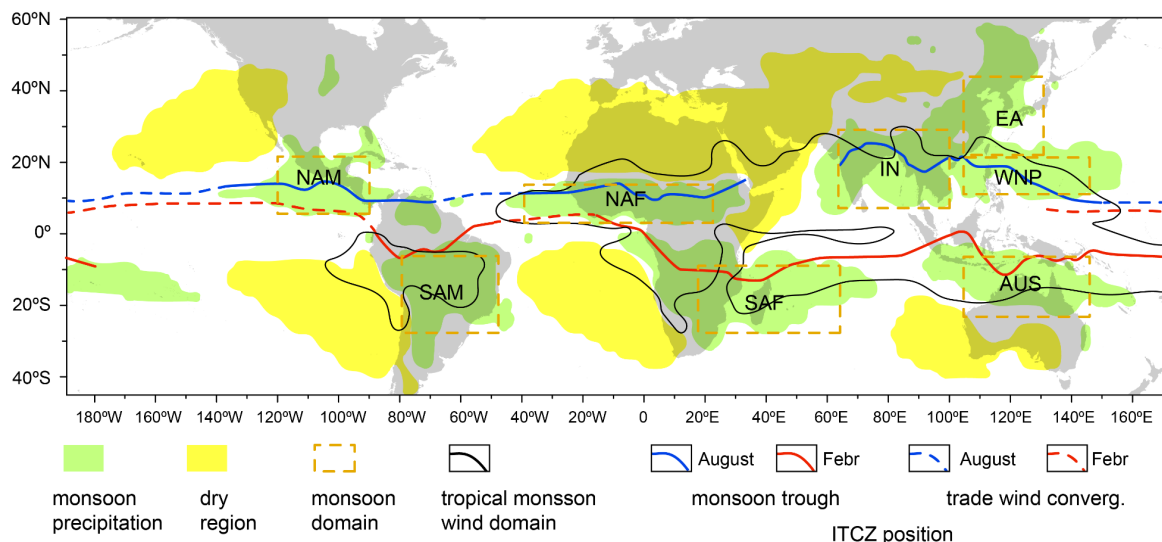 60ºN
40ºN
20ºN
0º
20ºS
40ºS
EA
NAM
IN
WNP
NAF
SAM
SAF
AUS
180ºW 160ºW 140ºW 120ºW 100ºW 80ºW 60ºW 40ºW 20ºW 0 20ºE 40ºE 60ºE 80ºE 100ºE 120ºE 140ºE 160ºE
August Febr August Febr
monsoon dry monsoon tropical monsson monsoon trough trade wind converg.
precipitation region domain wind domain
ITCZ position